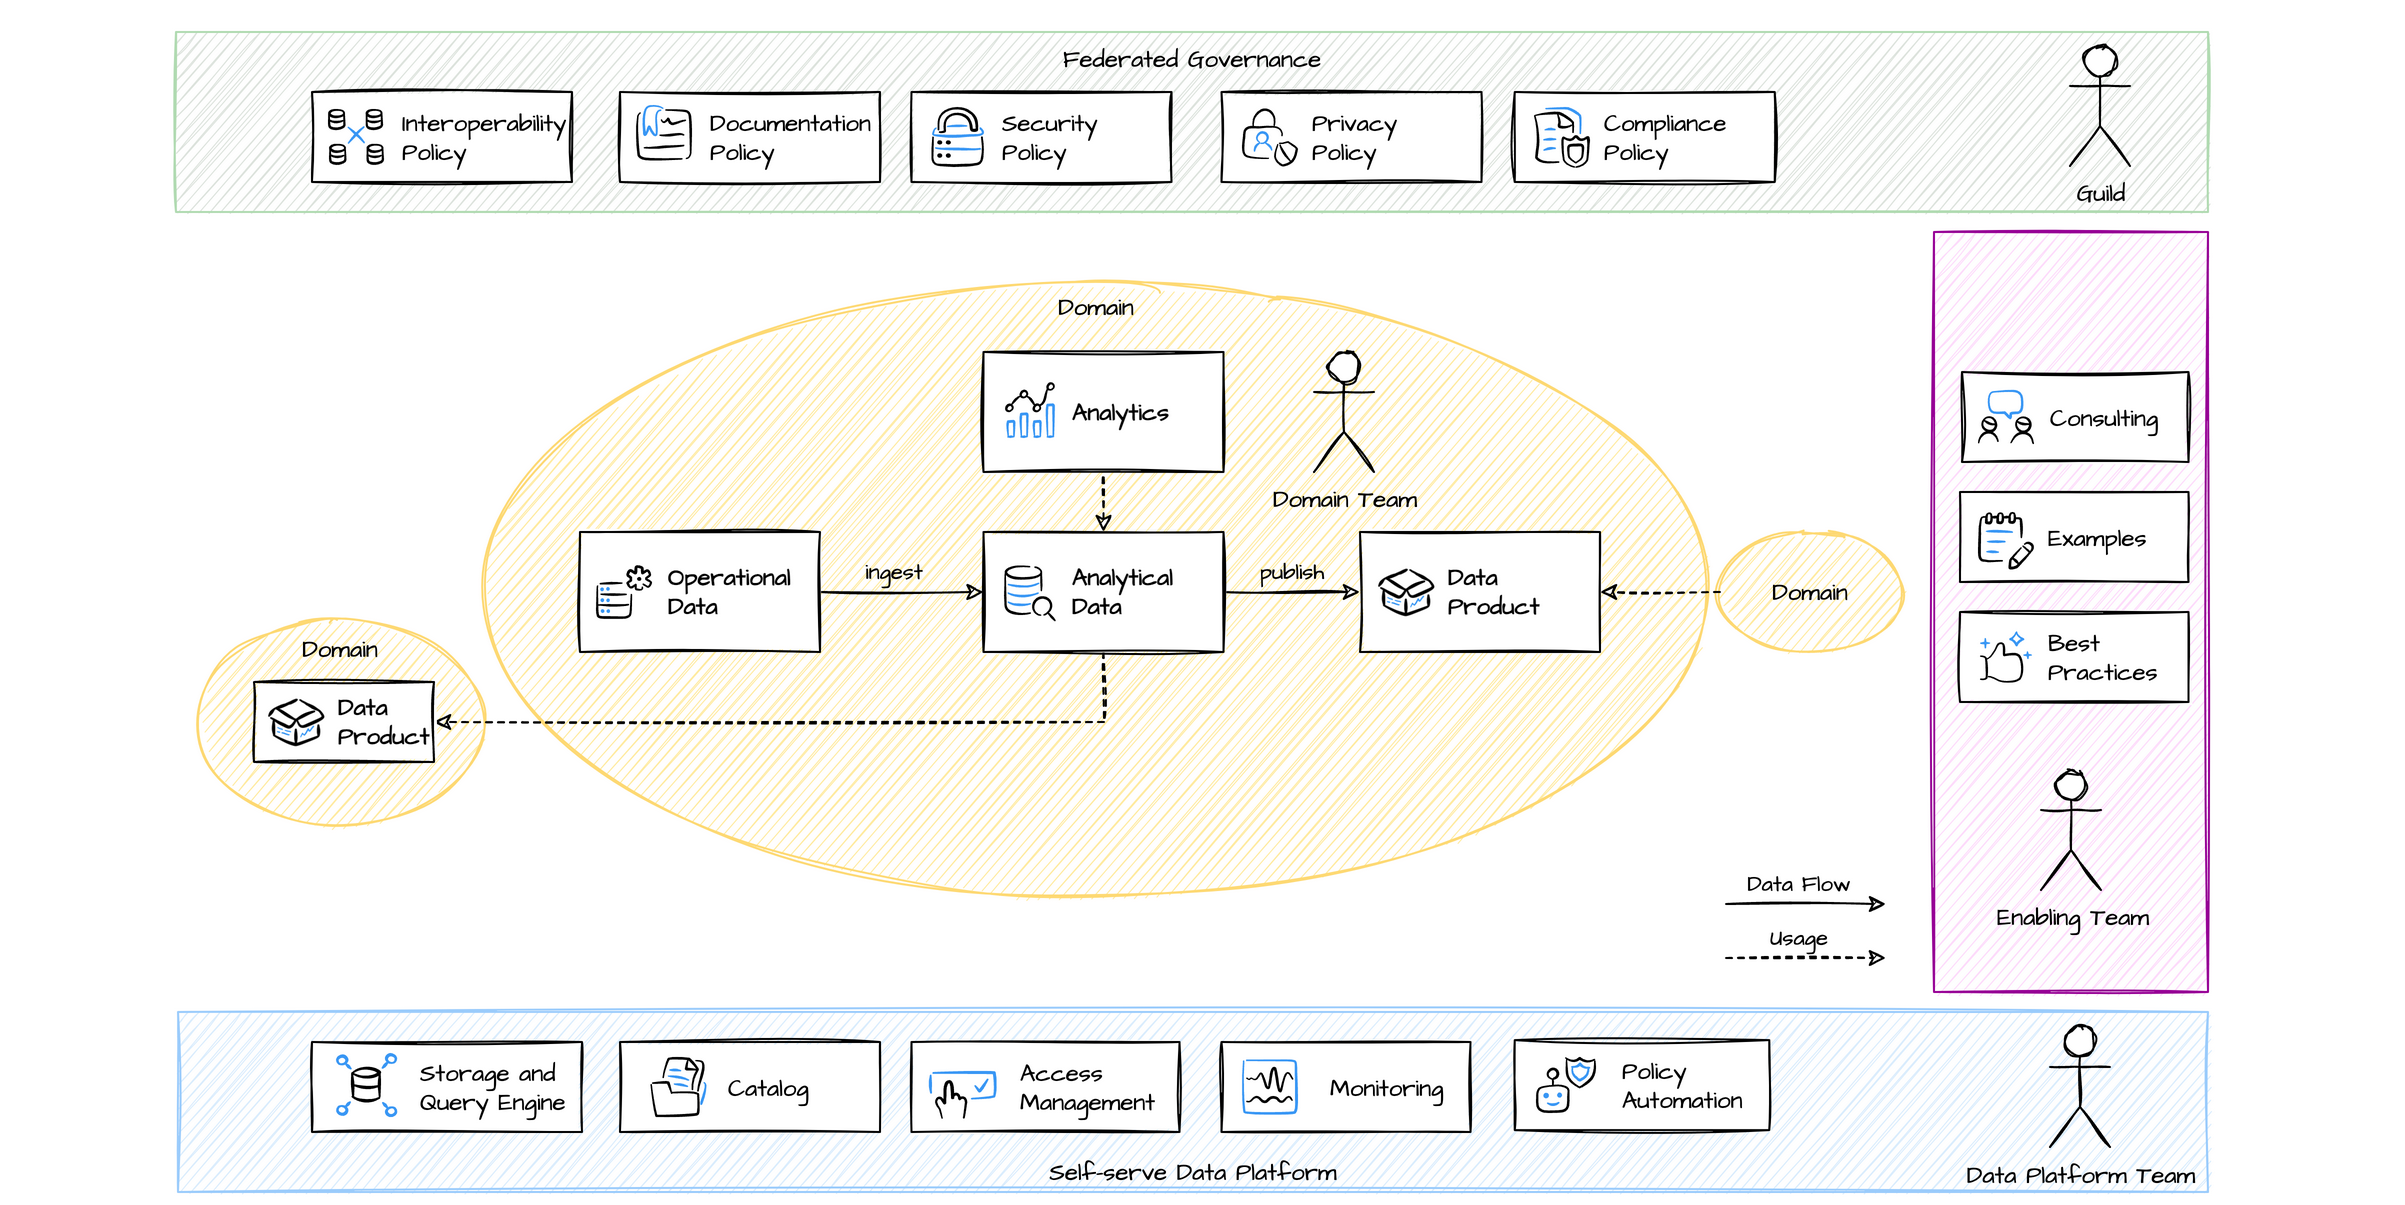 Federated Governance
Interoperability
Policy
Documentation
Policy
Security
Policy
Privacy
Policy
Compliance
Policy
Guild
Domain
Analytics
Domain Team
Operational
Data
ingest
Analytical
Data
publish
Data
Product
Domain
Domain
Data
Product
Consulting
Examples
Best
Practices
Enabling Team
Data Flow
Usage
Storage and
Query Engine
Catalog
Access
Management
Monitoring
Policy
Automation
Self-serve Data Platform
Data Platform Team